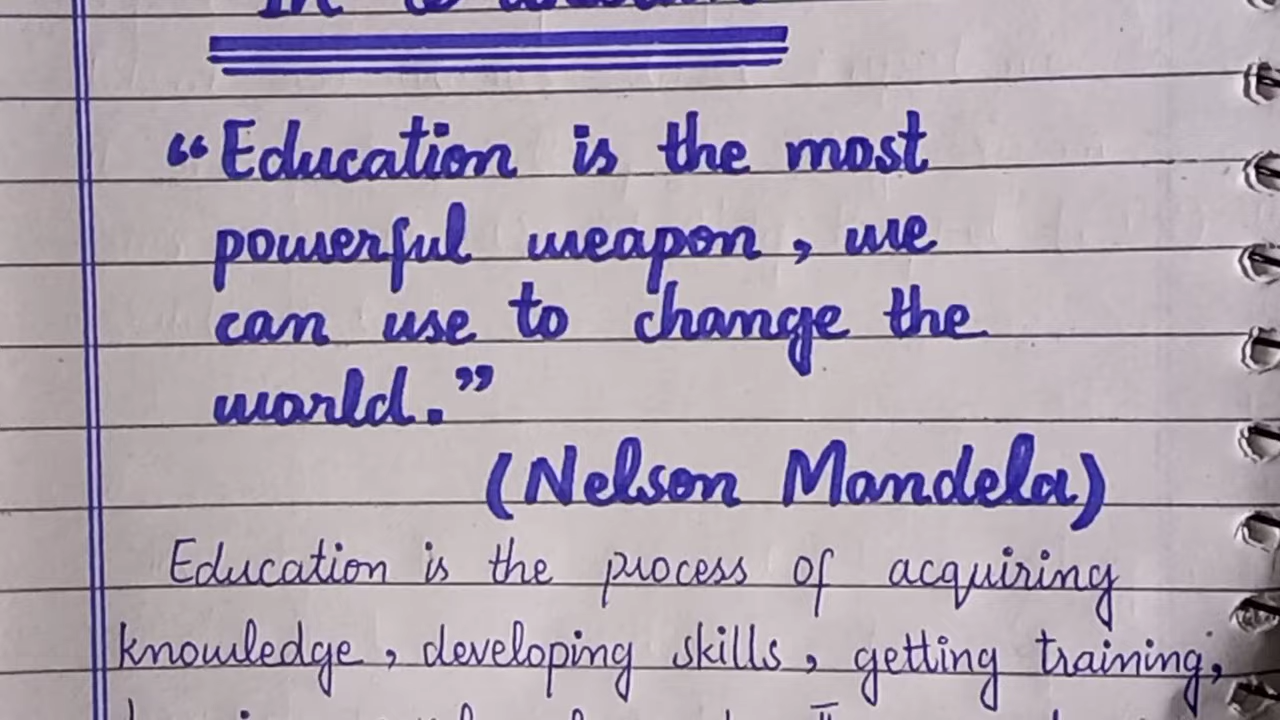 “Education is the most
powerful weapon, we
can use to change the
world.”
(Nelson Mandela)
Education is the process of acquiring
knowledge, developing skills, getting training,